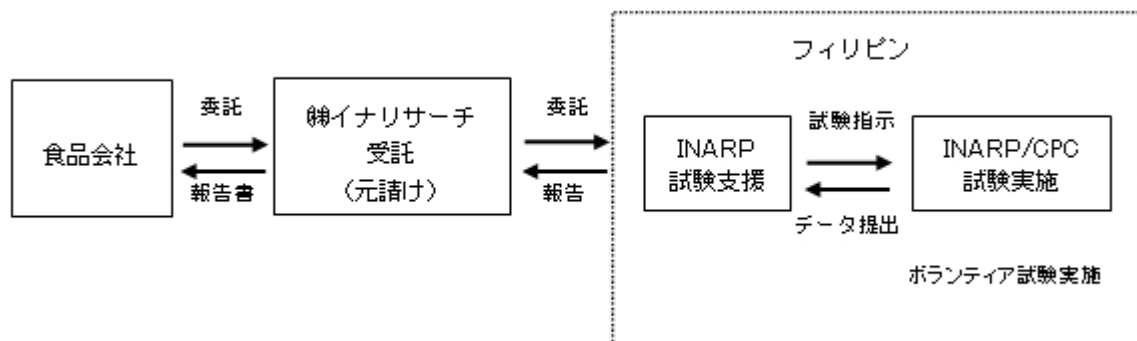 フィリピン
食品会社
委託
報告書
㈱イナリサーチ
受託
(元請け)
委託
報告
INARP
試験支援
試験指示
データ提出
INARP/CPC
試験実施
ボランティア試験実施